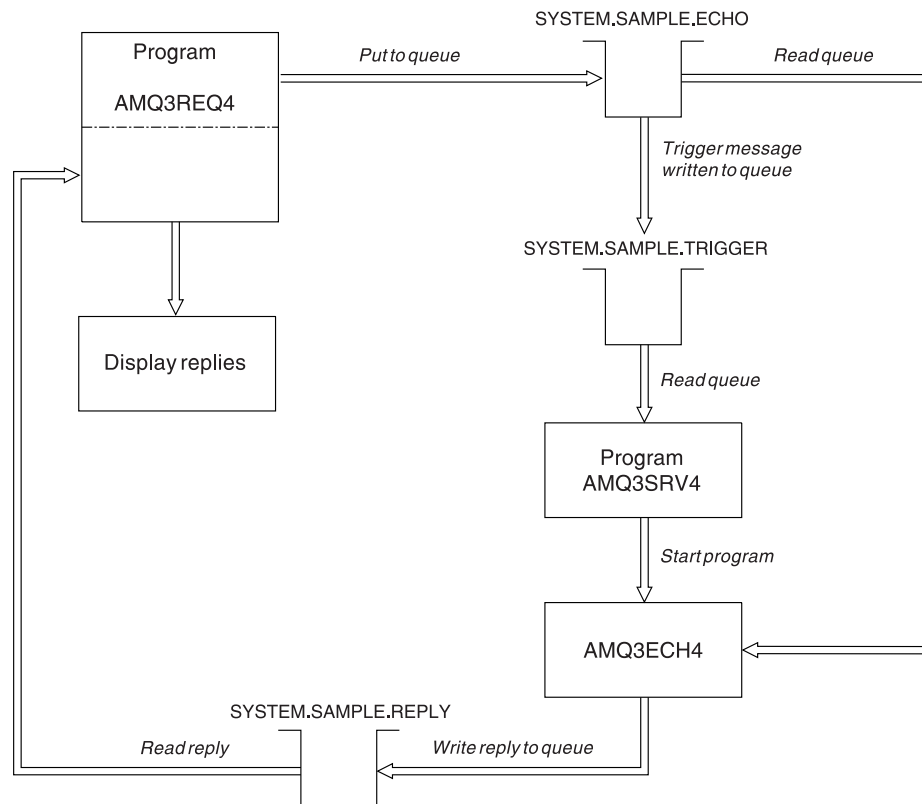 SYSTEM.SAMPLE.ECHO
Program
AMQ3REQ4
Put to queue
Read queue
Trigger message
written to queue
SYSTEM.SAMPLE.TRIGGER
Display replies
Read queue
Program
AMQ3SRV4
Start program
AMQ3ECH4
SYSTEM.SAMPLE.REPLY
Read reply
Write reply to queue